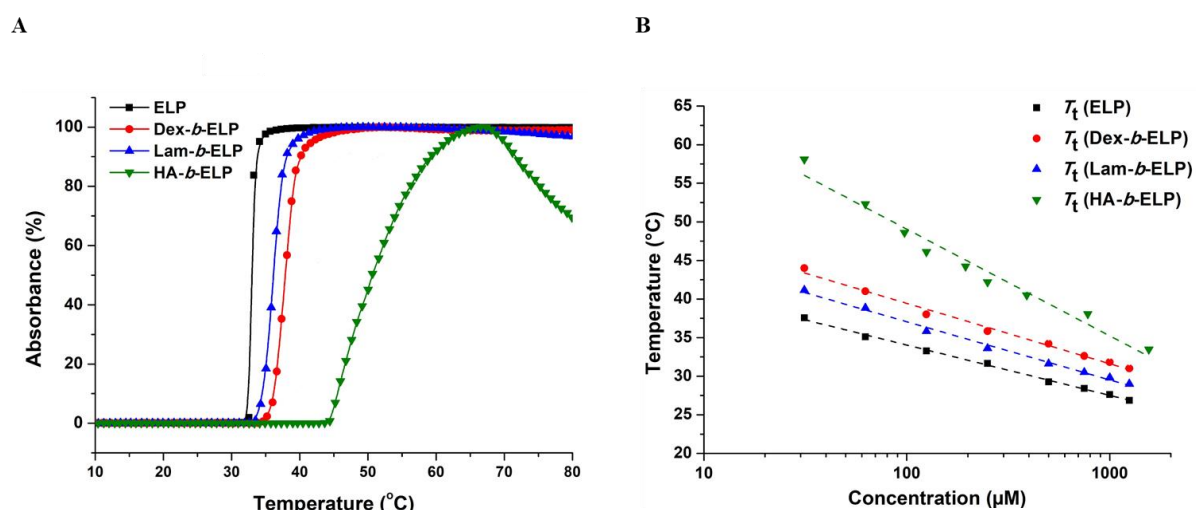 A
B
ELP
Dex-b-ELP
Lam-b-ELP
HA-b-ELP
100
80
60
40
20
0
Absorbance (%)
10 20 30 40 50 60 70 80
Temperature (°C)
Tt (ELP)
Tt (Dex-b-ELP)
Tt (Lam-b-ELP)
Tt (HA-b-ELP)
65
60
55
50
45
40
35
30
25
20
Temperature (°C)
10 100 1000
Concentration (µM)